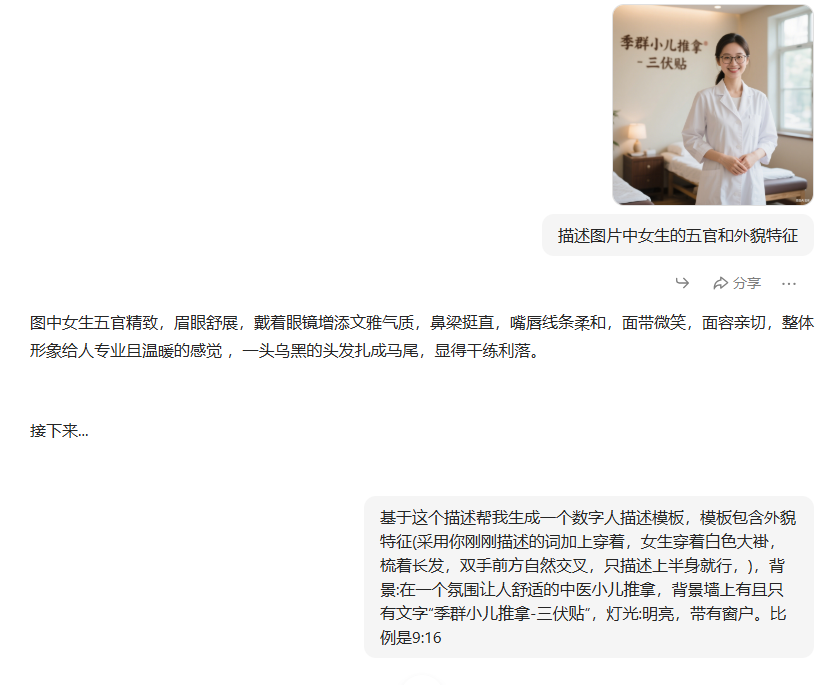 季群小儿推拿
-三伏贴
描述图片中女生的五官和外貌特征
分享
图中女生五官精致，眉眼舒展，戴着眼镜增添文雅气质，鼻梁挺直，嘴唇线条柔和，面带微笑，面容亲切，整体
形象给人专业且温暖的感觉 ，一头乌黑的头发扎成马尾，显得干练利落。
接下来...
基于这个描述帮我生成一个数字人描述模板，模板包含外貌
特征(采用你刚刚描述的词加上穿着，女生穿着白色大褂，
梳着长发，双手前方自然交叉，只描述上半身就行，)，背
景:在一个氛围让人舒适的中医小儿推拿，背景墙上有且只
有文字“季群小儿推拿-三伏贴”，灯光:明亮，带有窗户。比
例是9:16